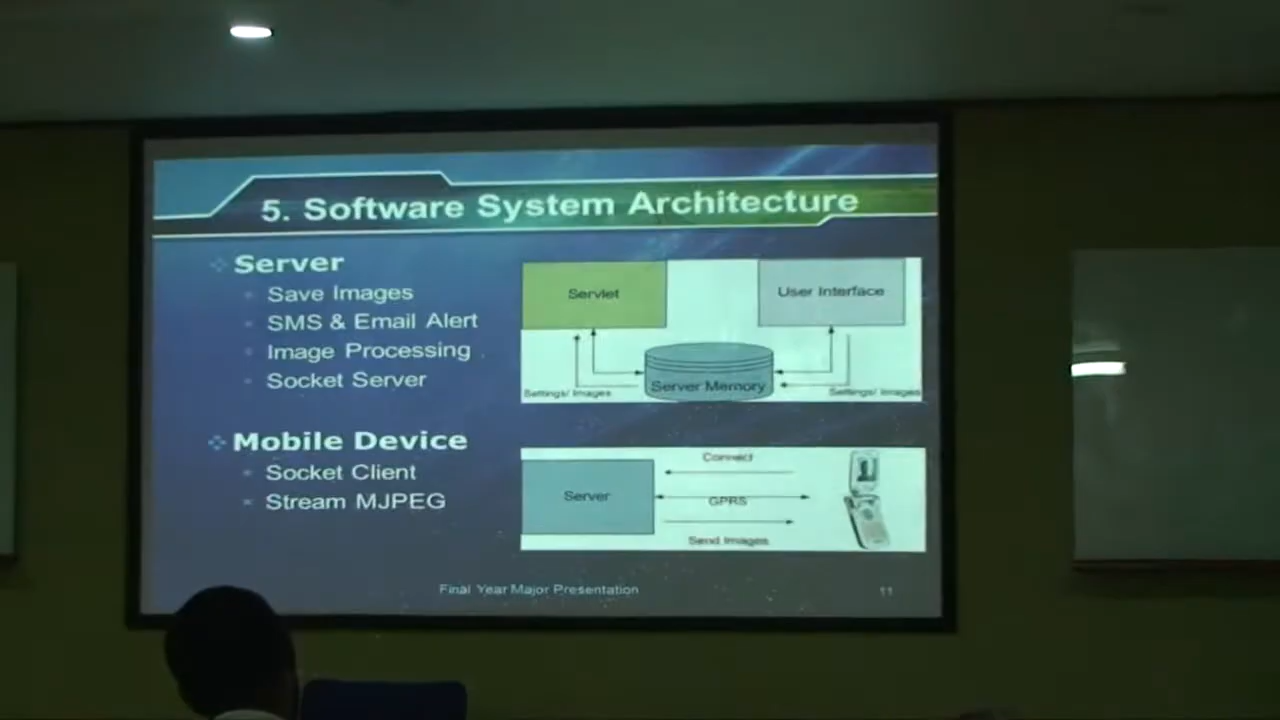 5. Software System Architecture
Server
Save Images
SMS & Email Alert
Image Processing
Socket Server
Servlet
User Interface
Server Memory
Settings/ Images
Settings/ Images
Mobile Device
Socket Client
Stream MJPEG
Connect
Server
GPRS
Send Images
Final Year Major Presentation
11